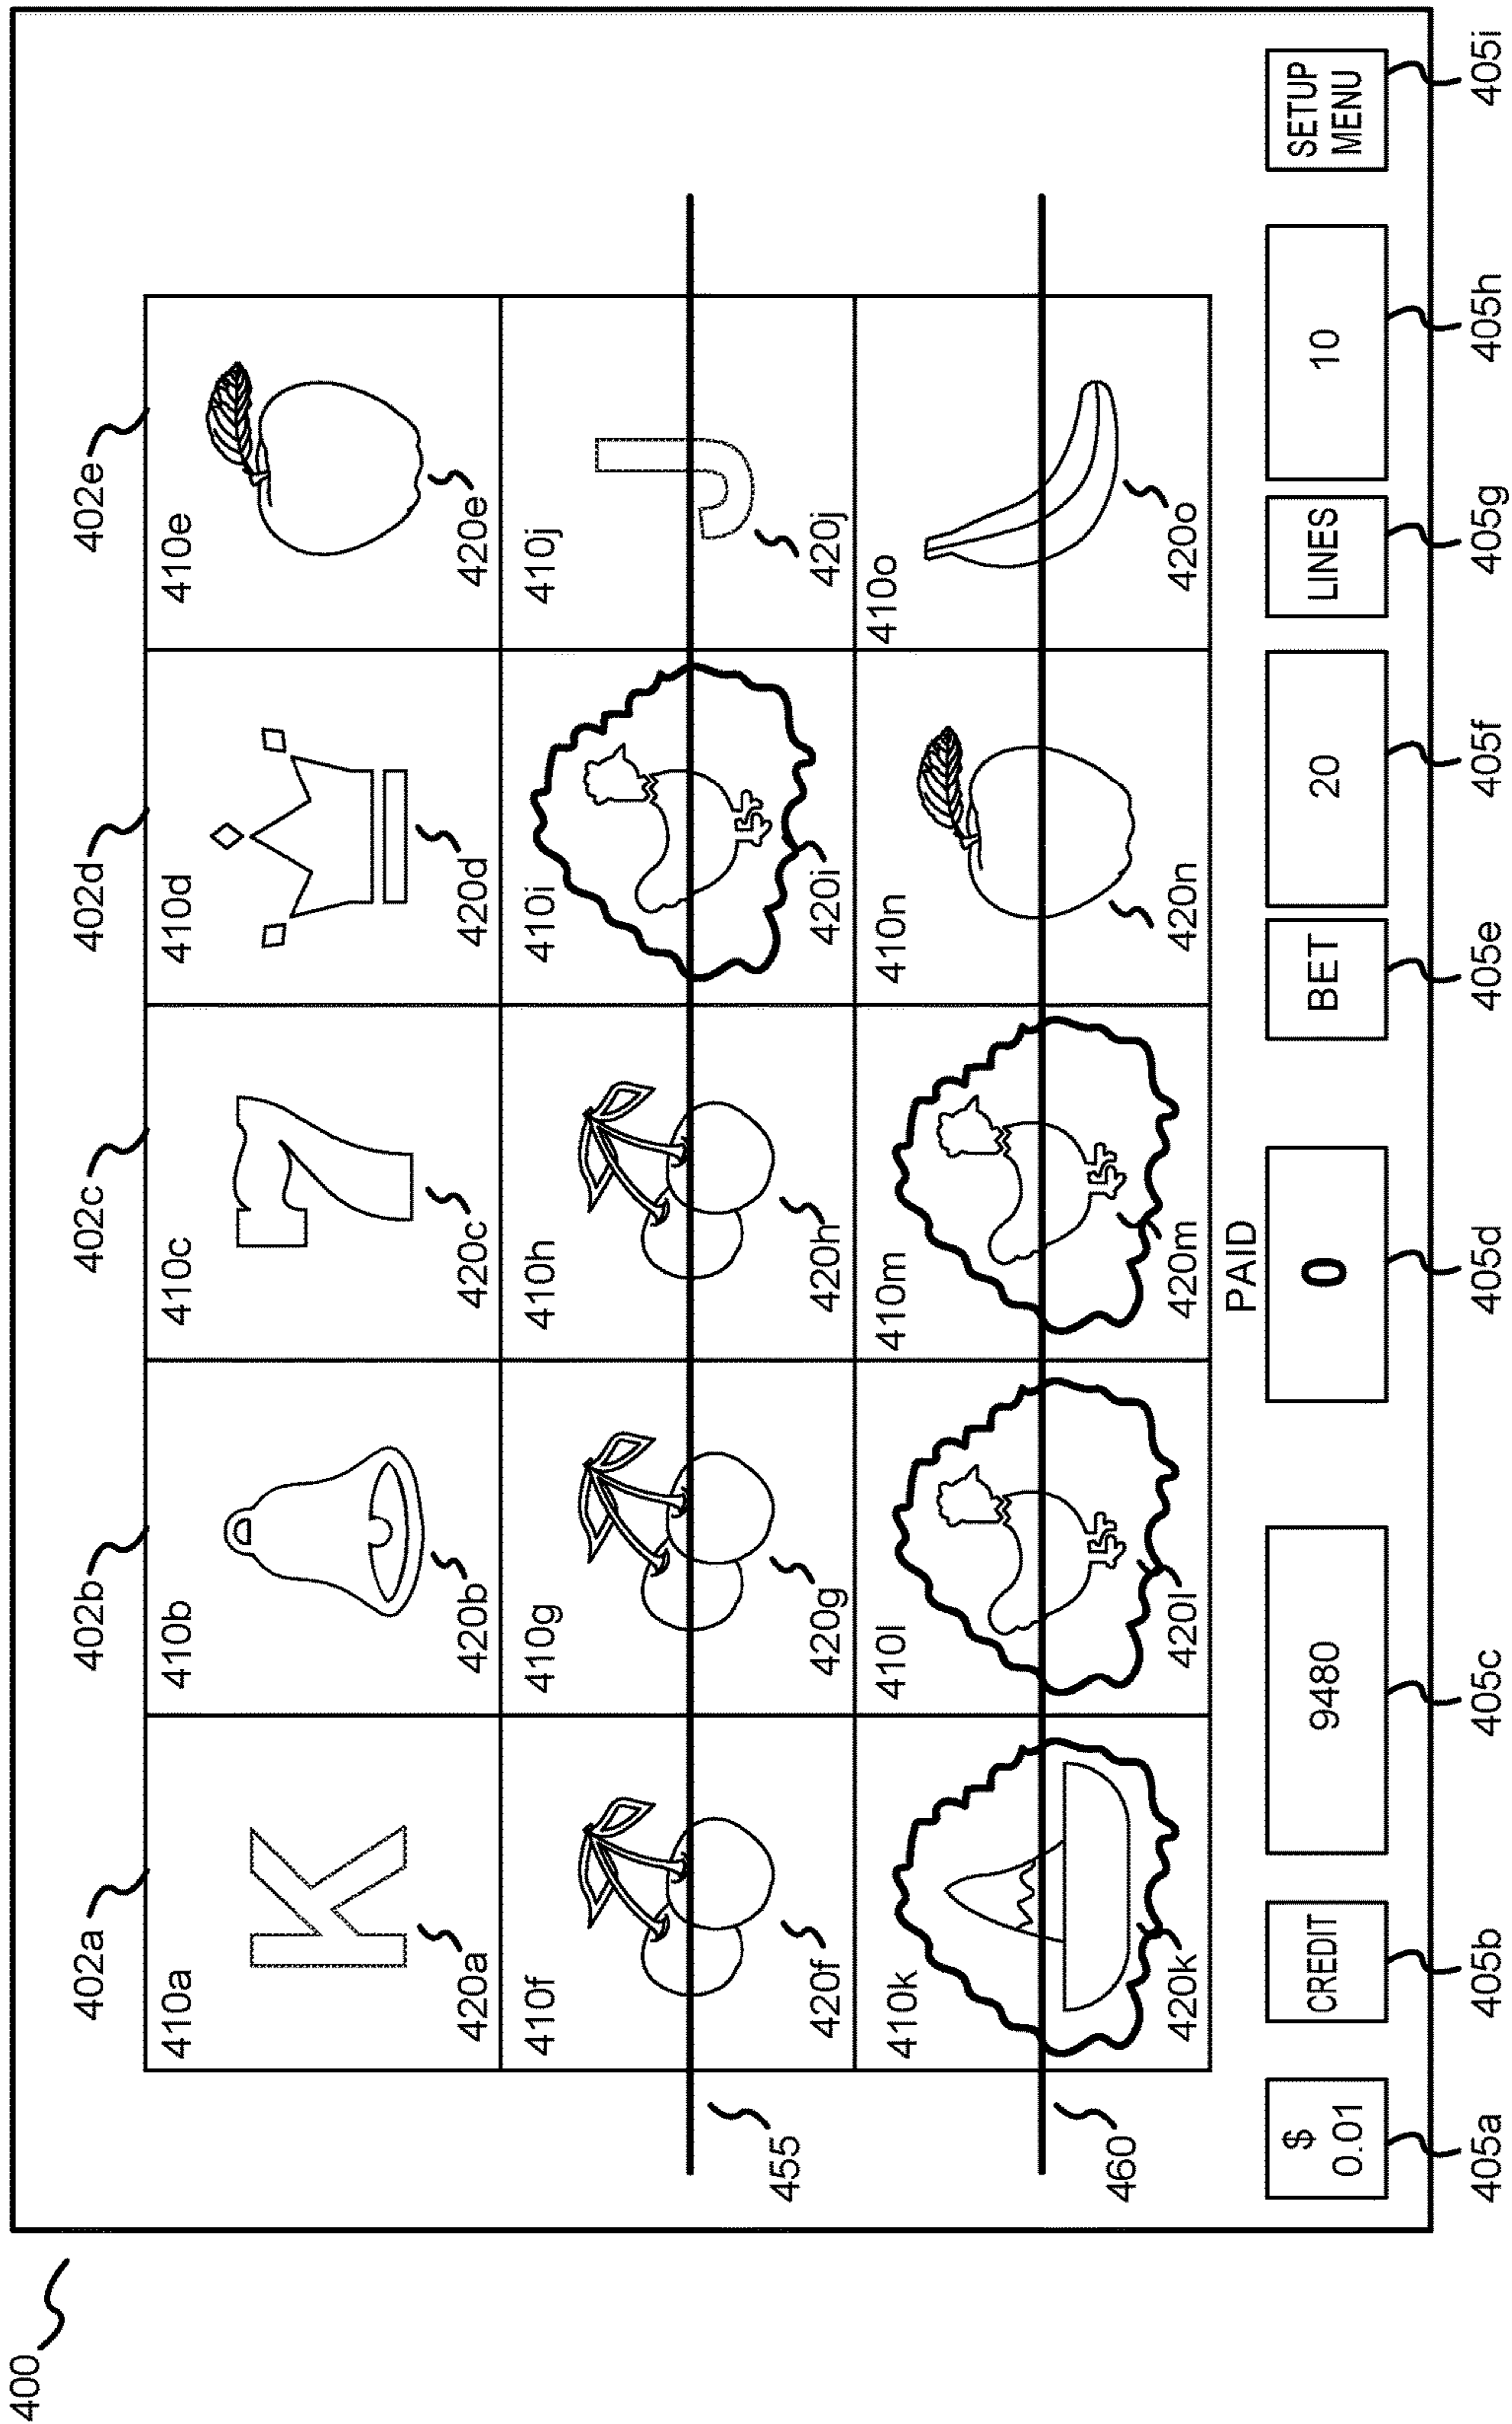 400
402a 402b 402c 402d 402e
410a 410b 410c 410d 410e
K 7
420a 420b 420c 420d 420e
410f 410g 410h 410i 410j
J
455
420f 420g 420h 420i 420j
410k 410l 410m 410n 410o
460
420k 420l 420m 420n 420o
PAID
$ 0.01 CREDIT 9480 0 BET 20 LINES 10 SETUP MENU
405a 405b 405c 405d 405e 405f 405g 405h 405i